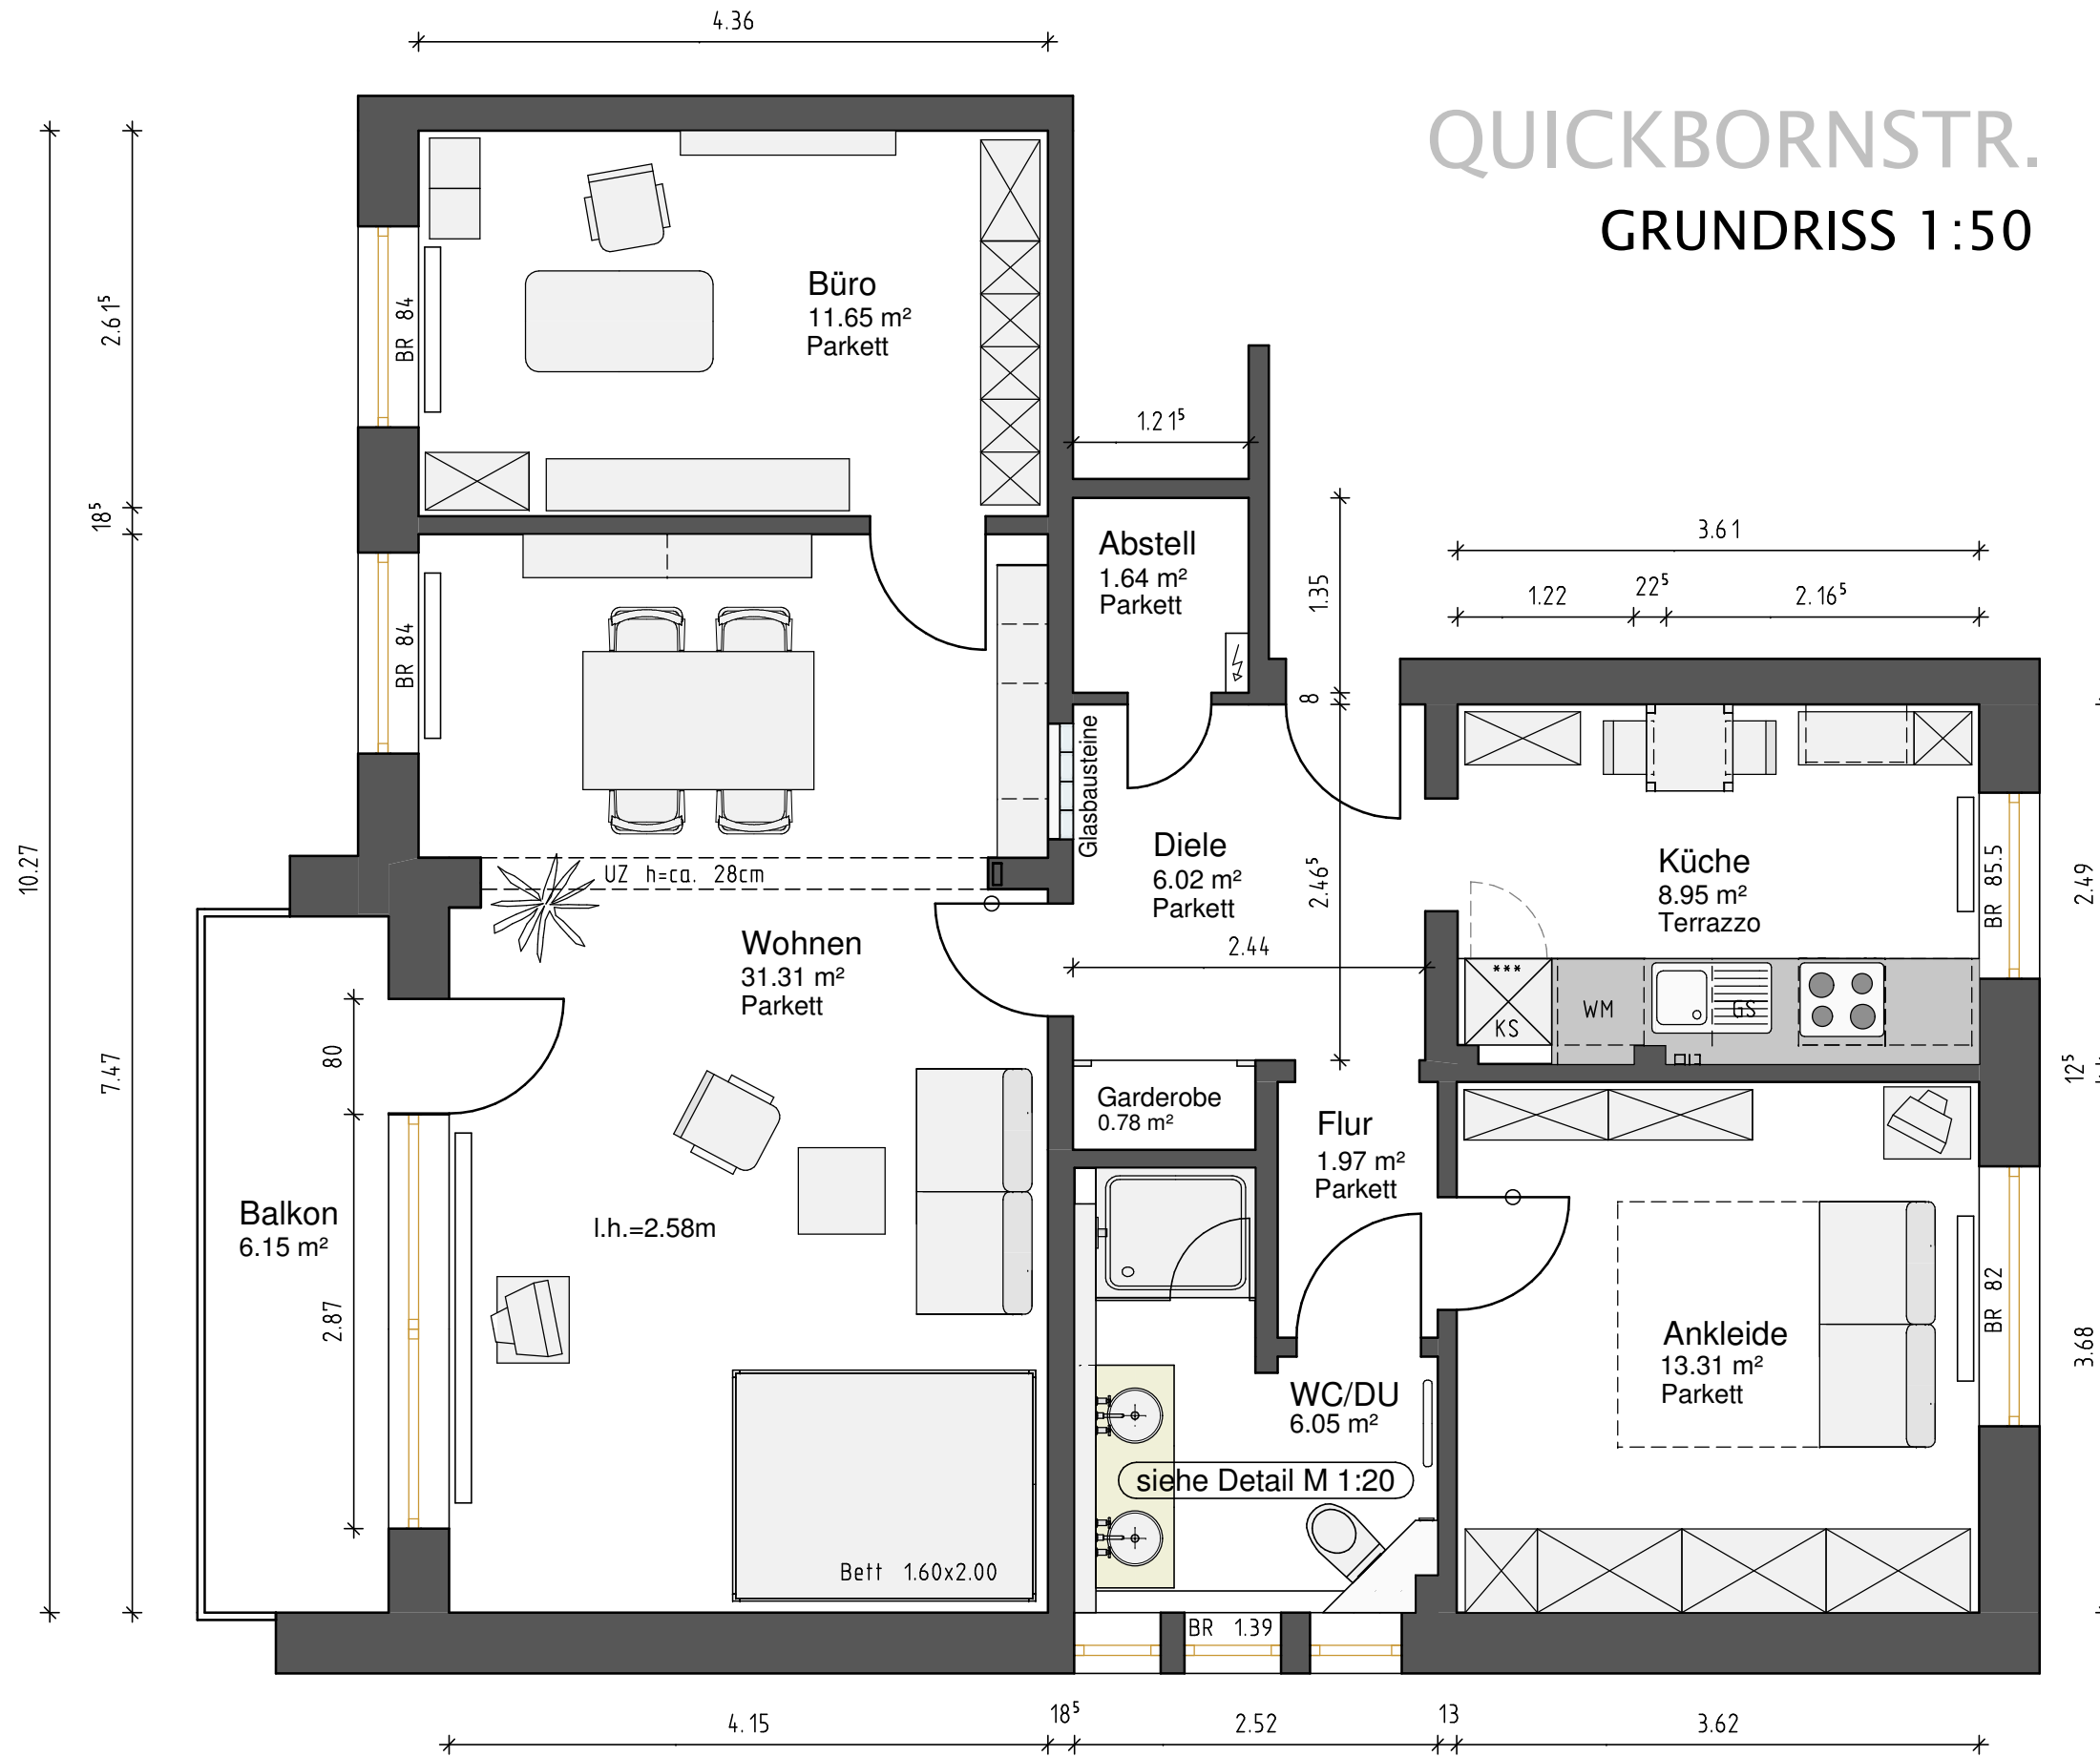 4.36
QUICKBORNSTR.
GRUNDRISS 1:50
Büro
11.65 m²
Parkett
BR 84
2.61⁵
18⁵
10.27
7.47
1.21⁵
Abstell
1.64 m²
Parkett
1.35
8
3.61
1.22
22⁵
2.16⁵
BR 84
Glasbausteine
UZ h=ca. 28cm
Diele
6.02 m²
Parkett
2.46⁵
2.44
Küche
8.95 m²
Terrazzo
BR 85.5
2.49
***
KS
WM
GS
12⁵
Wohnen
31.31 m²
Parkett
80
2.87
Balkon
6.15 m²
l.h.=2.58m
Garderobe
0.78 m²
Flur
1.97 m²
Parkett
Ankleide
13.31 m²
Parkett
BR 82
3.68
WC/DU
6.05 m²
siehe Detail M 1:20
Bett 1.60x2.00
BR 1.39
4.15
18⁵
2.52
13
3.62